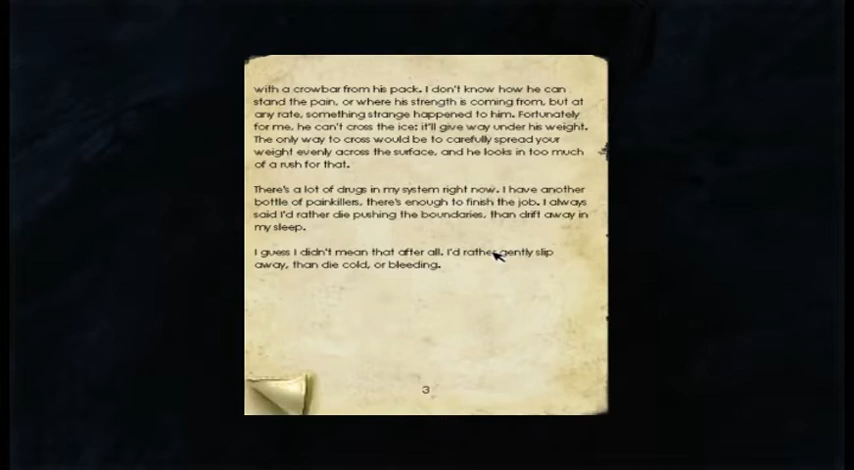 with a crowbar from his pack. I don't know how he can
stand the pain, or where his strength is coming from, but at
any rate, something strange happened to him. Fortunately
for me, he can't cross the ice; it'll give way under his weight.
The only way to cross would be to carefully spread your
weight evenly across the surface, and he looks in too much
of a rush for that.
There's a lot of drugs in my system right now. I have another
bottle of painkillers, there's enough to finish the job. I always
said I'd rather die pushing the boundaries, than drift away in
my sleep.
I guess I didn't mean that after all. I'd rather gently slip
away, than die cold, or bleeding.
3